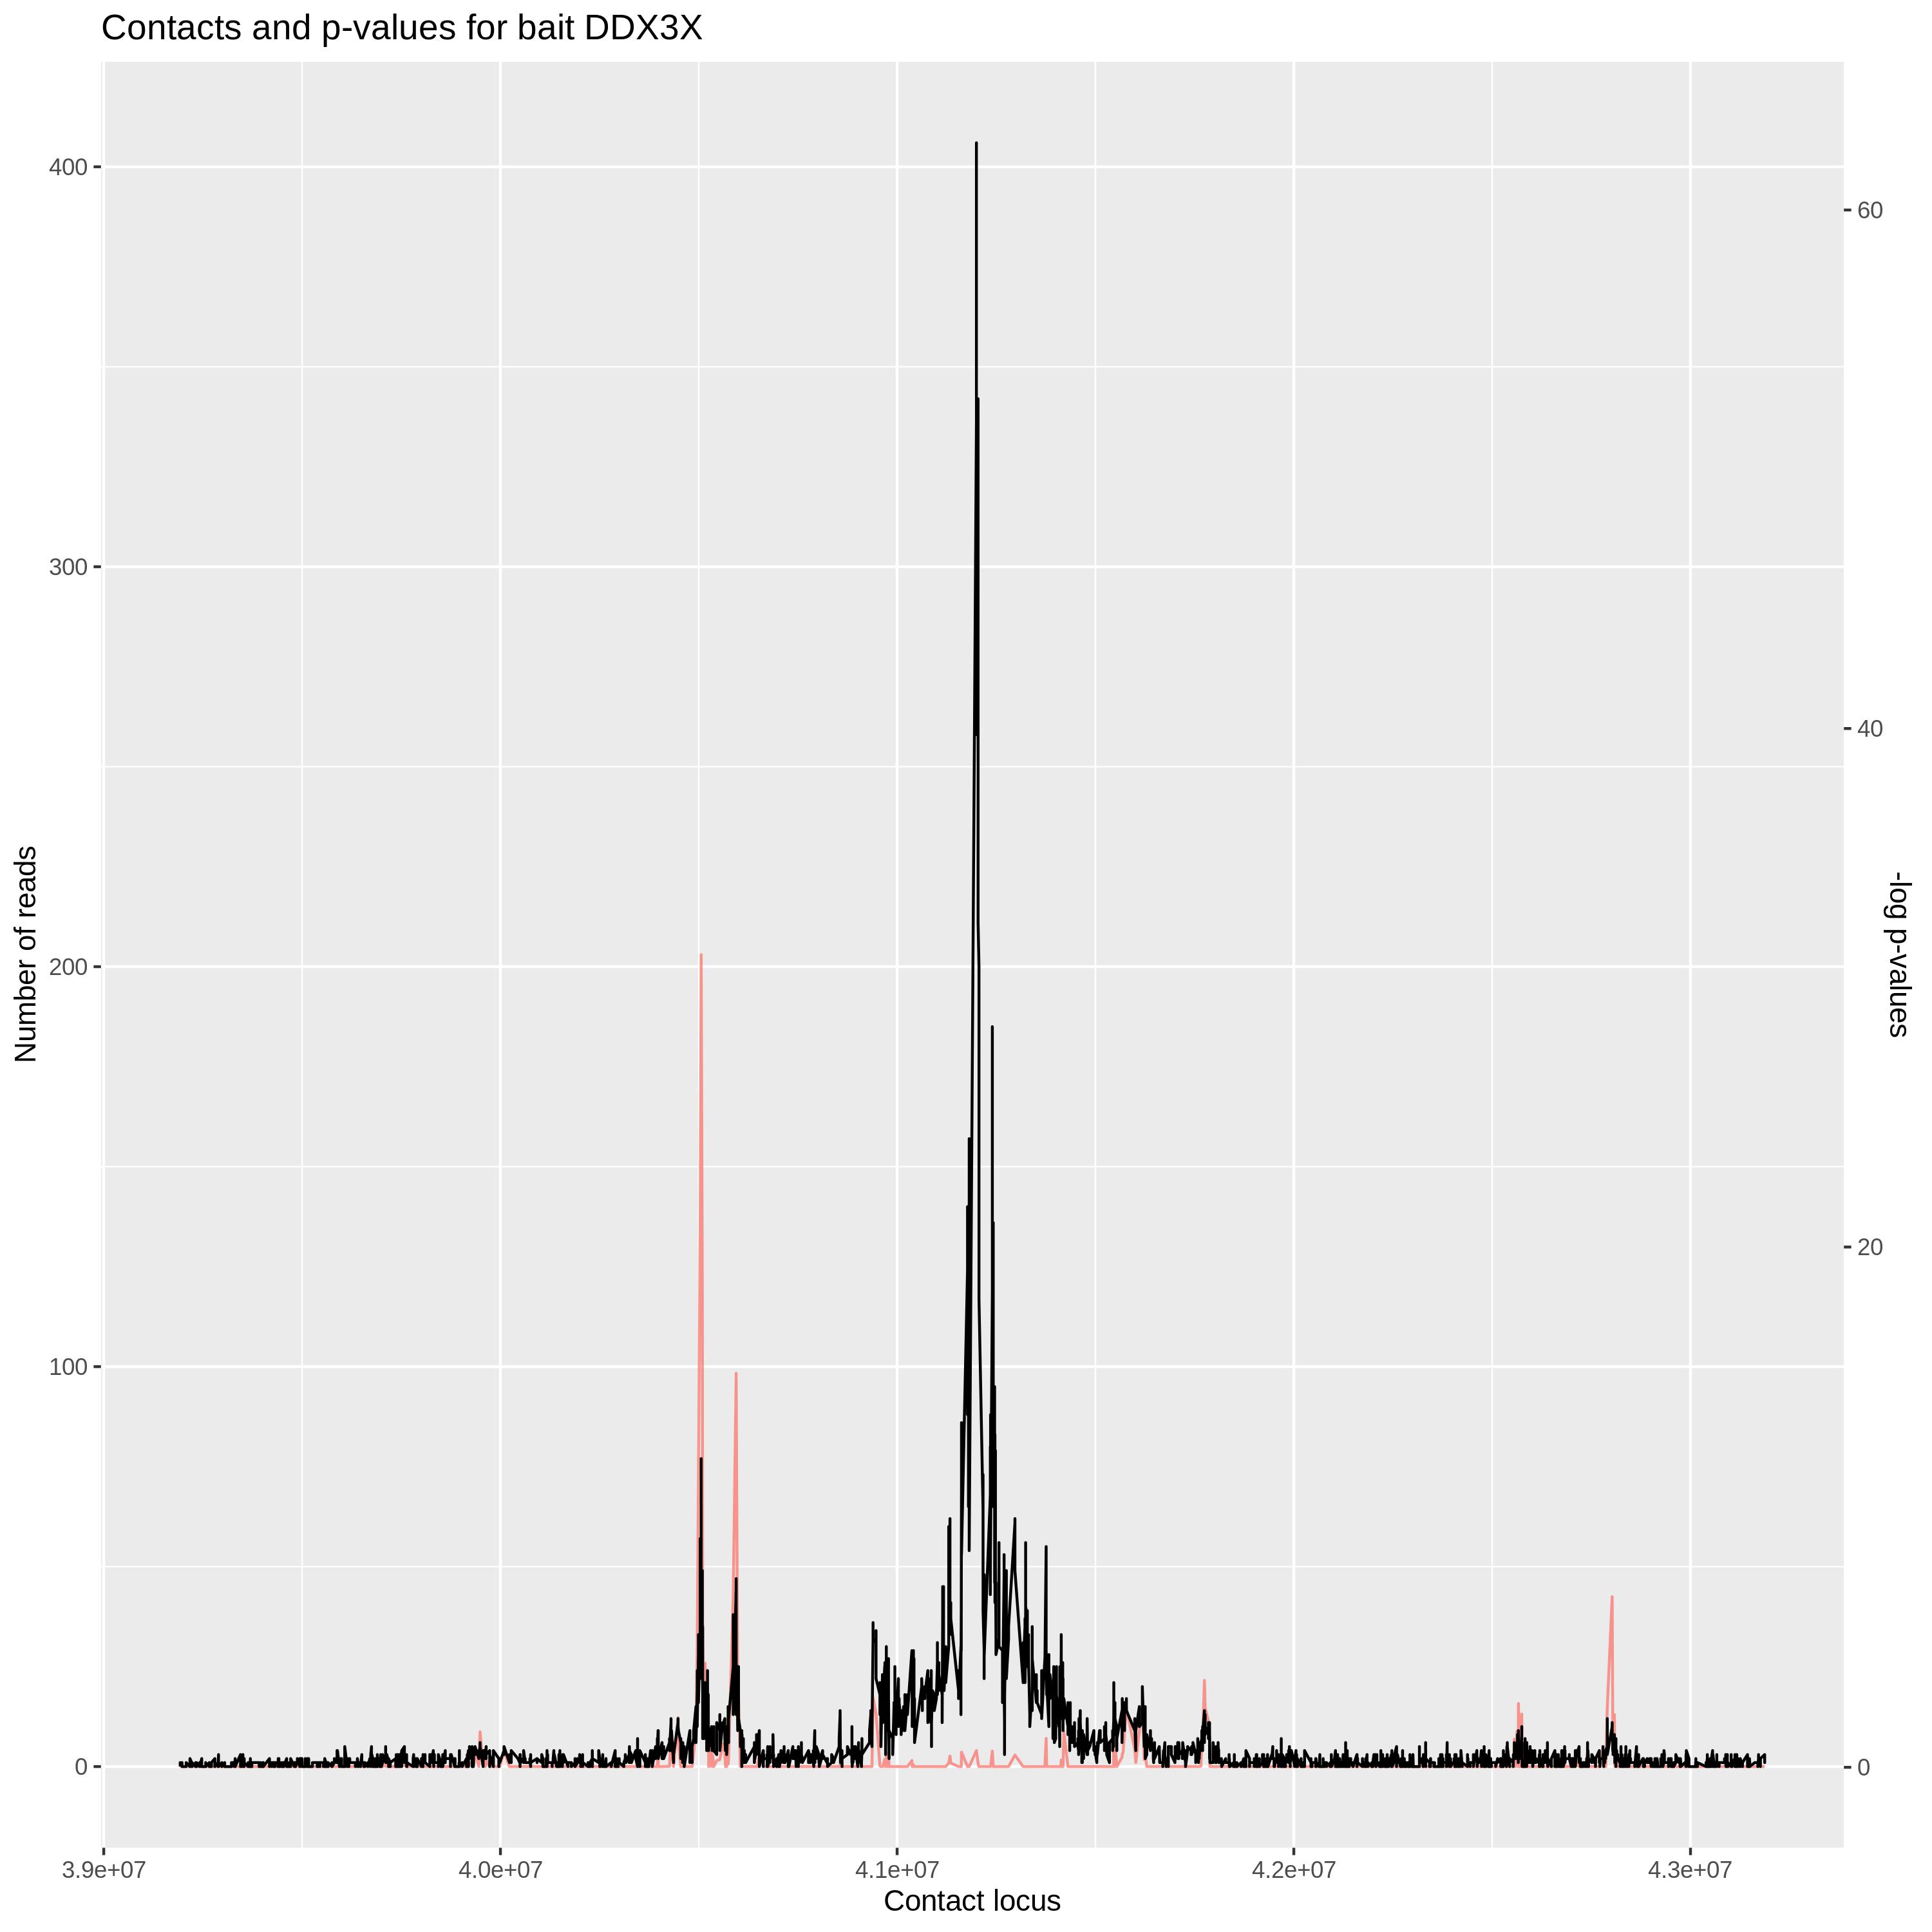 Contacts and p-values for bait DDX3X
400
300
200
100
0
Number of reads
60
40
20
0
-log p-values
3.9e+07
4.0e+07
4.1e+07
4.2e+07
4.3e+07
Contact locus